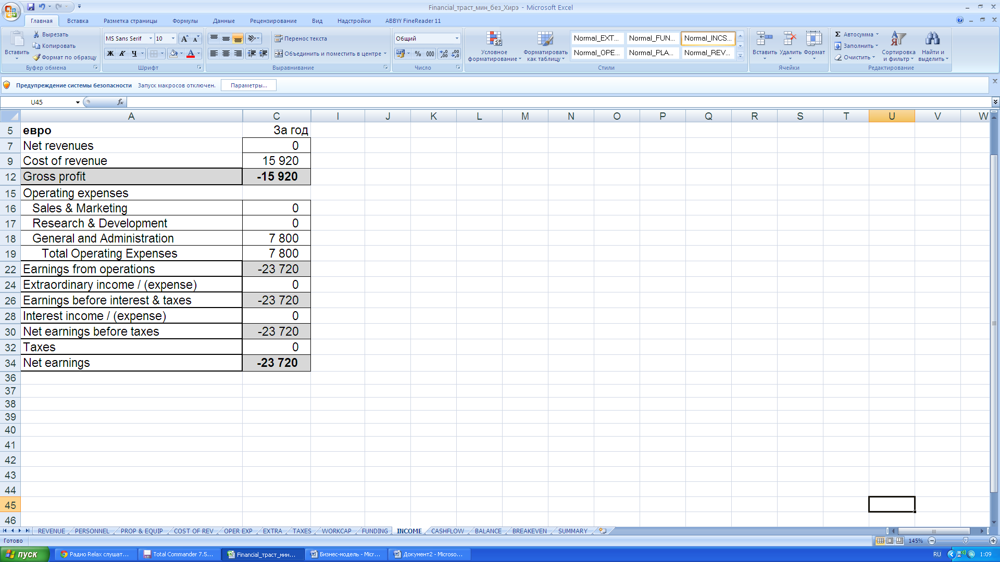 Financial_траст_мин_без_Хирэ - Microsoft Excel
Главная Вставка Разметка страницы Формулы Данные Рецензирование Вид Надстройки ABBYY FineReader 11
Вставить
Вырезать
Копировать
Формат по образцу
Буфер обмена
MS Sans Serif 10
Ж К Ч
Шрифт
Перенос текста
Объединить и поместить в центре
Выравнивание
Общий
% 000
Число
Условное форматирование
Форматировать как таблицу
Normal_EXT... Normal_FUN... Normal_INCS...
Normal_OPE... Normal_PLA... Normal_REV...
Стили
Вставить Удалить Формат
Ячейки
Σ Автосумма
Заполнить
Очистить
Сортировка и фильтр
Найти и выделить
Редактирование
Предупреждение системы безопасности Запуск макросов отключен. Параметры...
U45 fx
A C I J K L M N O P Q R S T U V W
5 евро За год
7 Net revenues 0
9 Cost of revenue 15 920
12 Gross profit -15 920
15 Operating expenses
16 Sales & Marketing 0
17 Research & Development 0
18 General and Administration 7 800
19 Total Operating Expenses 7 800
22 Earnings from operations -23 720
24 Extraordinary income / (expense) 0
26 Earnings before interest & taxes -23 720
28 Interest income / (expense) 0
30 Net earnings before taxes -23 720
32 Taxes 0
34 Net earnings -23 720
36
37
38
39
40
41
42
43
44
45
46
REVENUE PERSONNEL PROP & EQUIP COST OF REV OPER EXP EXTRA TAXES WORKCAP FUNDING INCOME CASHFLOW BALANCE BREAKEVEN SUMMARY
Готово 145%
пуск Радио Relax слушат... Total Commander 7.5... Financial_траст_мин... Бизнес-модель - Micr... Документ2 - Microso... RU 1:09